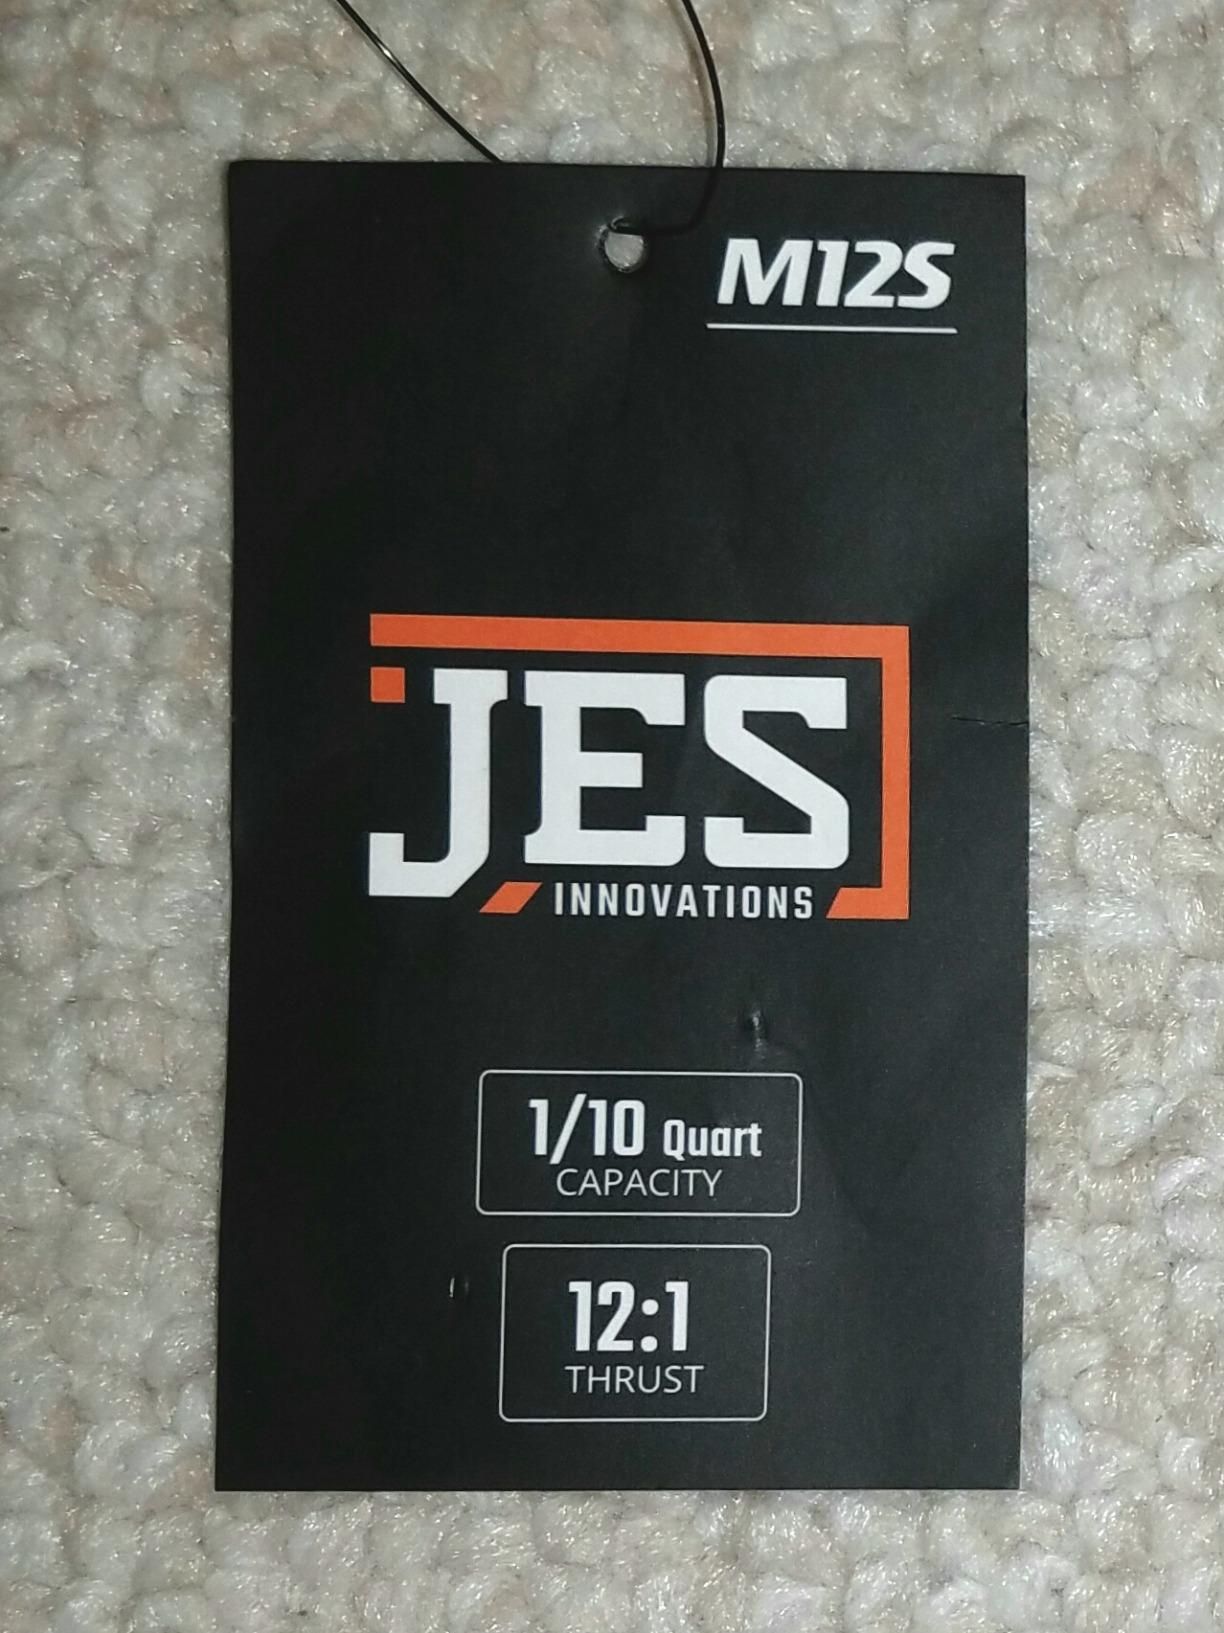 M12S
JES
INNOVATIONS
1/10 Quart
CAPACITY
12:1
THRUST